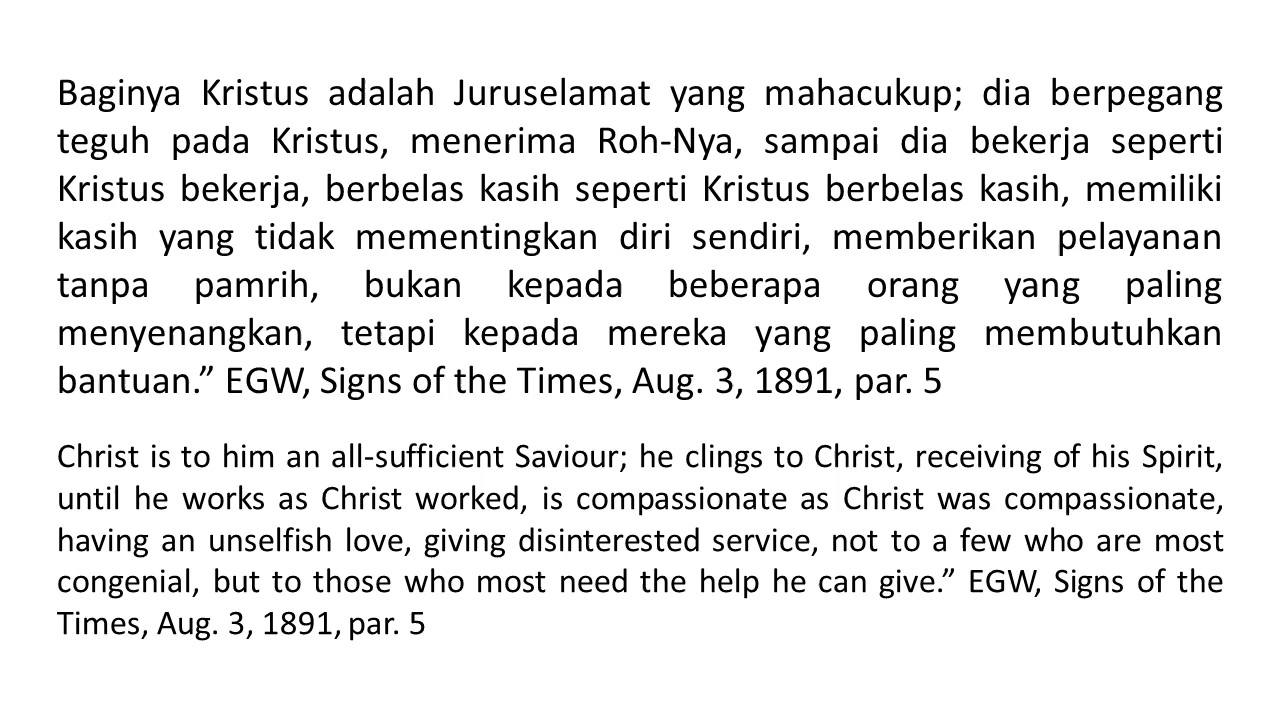 Baginya Kristus adalah Juruselamat yang mahacukup; dia berpegang
teguh pada Kristus, menerima Roh-Nya, sampai dia bekerja seperti
Kristus bekerja, berbelas kasih seperti Kristus berbelas kasih, memiliki
kasih yang tidak mementingkan diri sendiri, memberikan pelayanan
tanpa pamrih, bukan kepada beberapa orang yang paling
menyenangkan, tetapi kepada mereka yang paling membutuhkan
bantuan.” EGW, Signs of the Times, Aug. 3, 1891, par. 5
Christ is to him an all-sufficient Saviour; he clings to Christ, receiving of his Spirit,
until he works as Christ worked, is compassionate as Christ was compassionate,
having an unselfish love, giving disinterested service, not to a few who are most
congenial, but to those who most need the help he can give.” EGW, Signs of the
Times, Aug. 3, 1891, par. 5